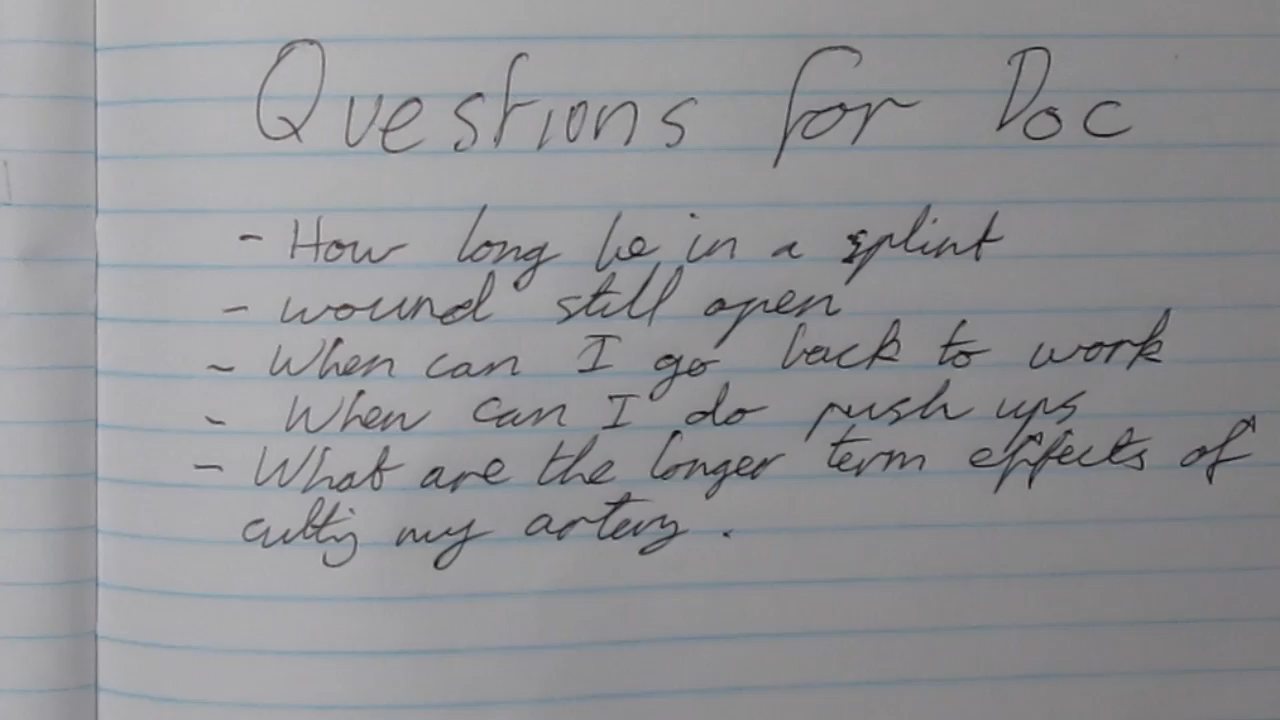 Questions for Doc
- How long be in a splint
- wound still open
- When can I go back to work
- When can I do push ups
- What are the longer term effects of
cutting my artery.